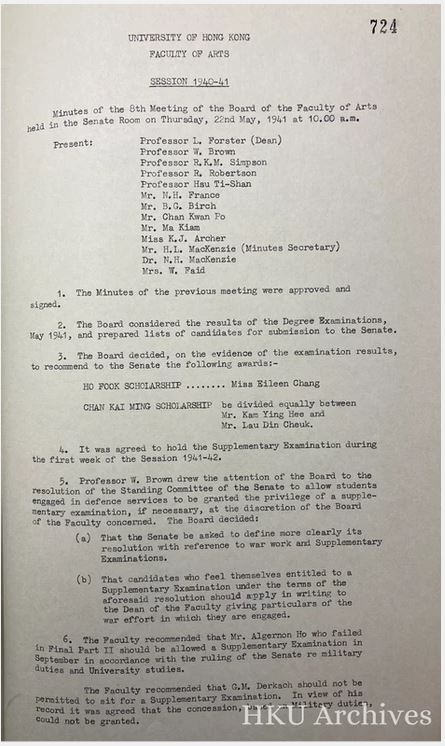 724
UNIVERSITY OF HONG KONG
FACULTY OF ARTS
SESSION 1940-41
Minutes of the 8th Meeting of the Board of the Faculty of Arts
held in the Senate Room on Thursday, 22nd May, 1941 at 10.00 a.m.
Present: Professor L. Forster (Dean)
Professor W. Brown
Professor R.K.M. Simpson
Professor R. Robertson
Professor Hsu Ti-Shan
Mr. N.H. France
Mr. B.G. Birch
Mr. Chan Kwan Po
Mr. Ma Kiam
Miss K.J. Archer
Mr. H.L. MacKenzie (Minutes Secretary)
Dr. N.H. MacKenzie
Mrs. W. Faid
1. The Minutes of the previous meeting were approved and
signed.
2. The Board considered the results of the Degree Examinations,
May 1941, and prepared lists of candidates for submission to the Senate.
3. The Board decided, on the evidence of the examination results,
to recommend to the Senate the following awards:-
HO FOOK SCHOLARSHIP ........ Miss Eileen Chang
CHAN KAI MING SCHOLARSHIP be divided equally between
Mr. Kam Ying Hee and
Mr. Lau Din Cheuk.
4. It was agreed to hold the Supplementary Examination during
the first week of the Session 1941-42.
5. Professor W. Brown drew the attention of the Board to the
resolution of the Standing Committee of the Senate to allow students
engaged in defence services to be granted the privilege of a supple-
mentary examination, if necessary, at the discretion of the Board
of the Faculty concerned. The Board decided:
(a) That the Senate be asked to define more clearly its
resolution with reference to war work and Supplementary
Examinations.
(b) That candidates who feel themselves entitled to a
Supplementary Examination under the terms of the
aforesaid resolution should apply in writing to
the Dean of the Faculty giving particulars of the
war effort in which they are engaged.
6. The Faculty recommended that Mr. Algernon Ho who failed
in Final Part II should be allowed a Supplementary Examination in
September in accordance with the ruling of the Senate re military
duties and University studies.
The Faculty recommended that G.M. Derkach should not be
permitted to sit for a Supplementary Examination. In view of his
record it was agreed that the concession, Military duties,
could not be granted.
HKU Archives